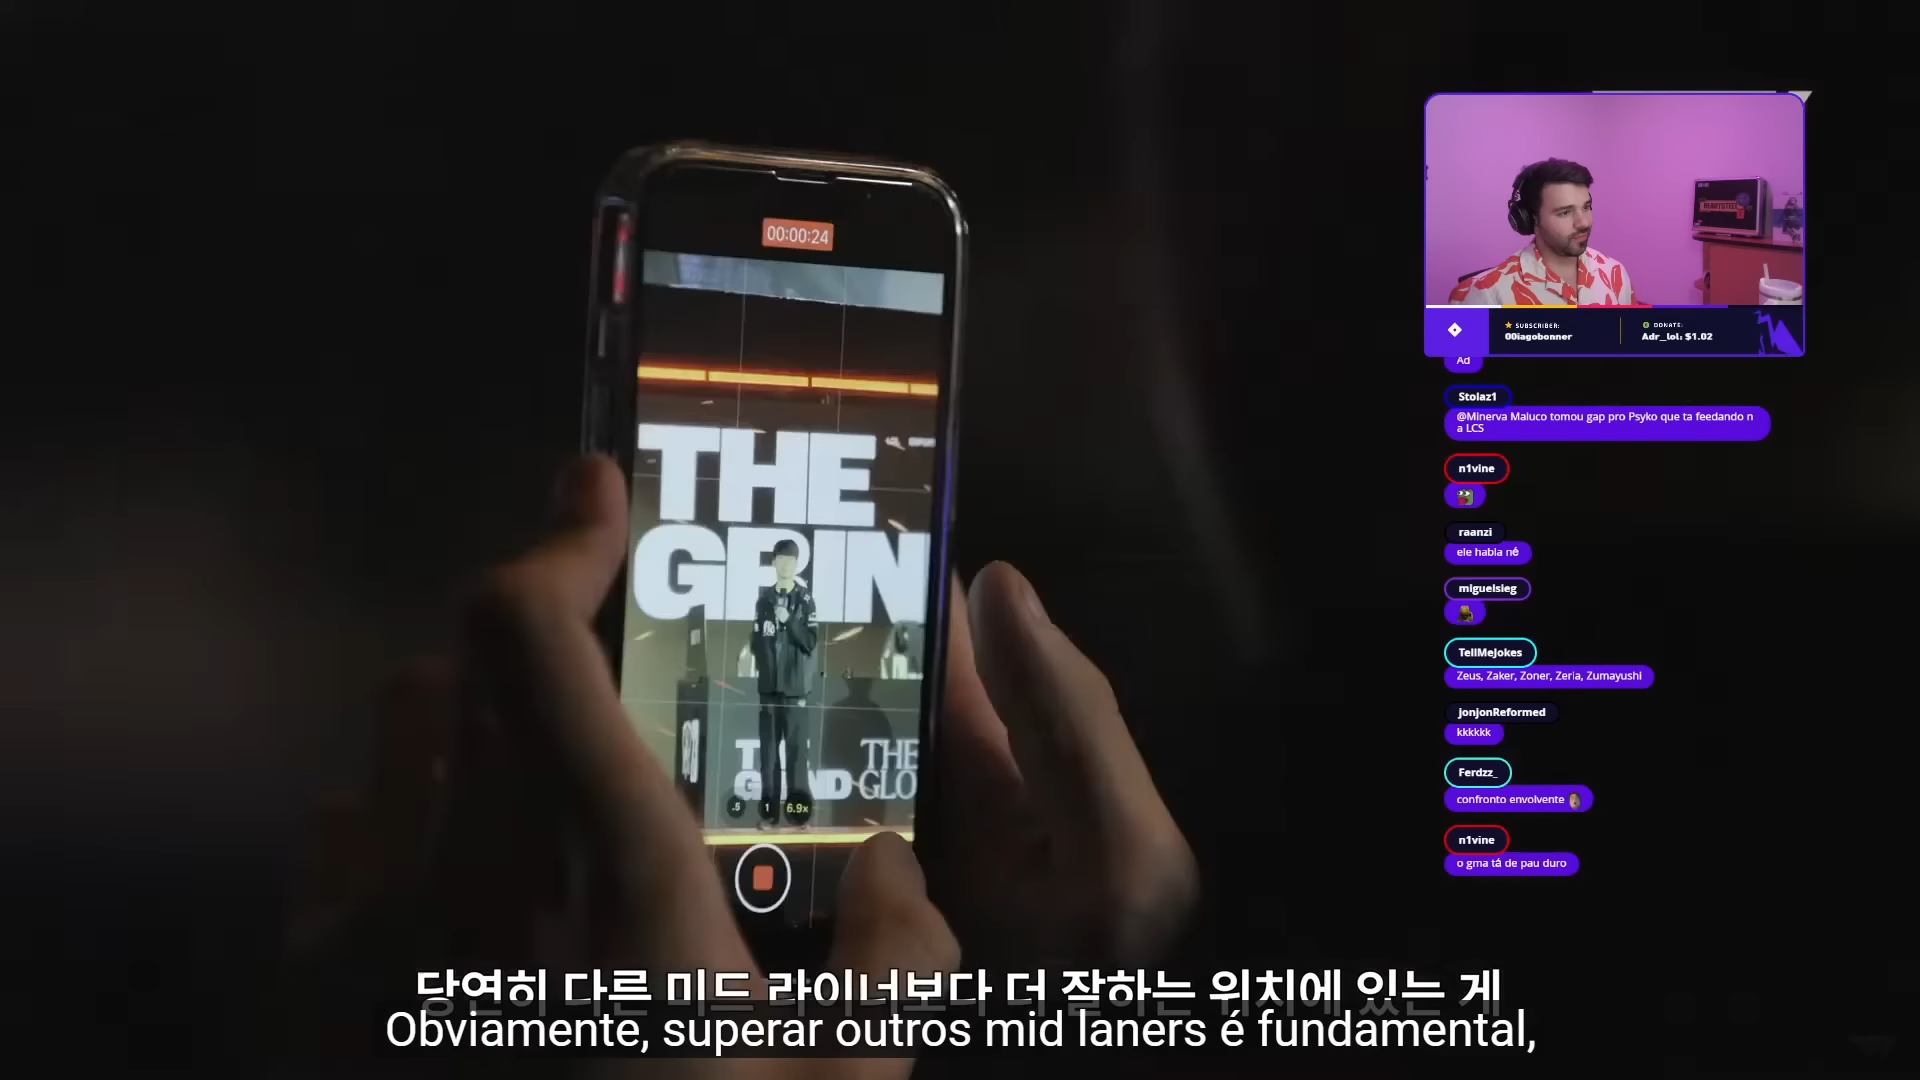 00:00:24
THE
GRIN
THE
GLO
.5
1
6.9x
SUBSCRIBER:
00iagobonner
DONATE:
Adr_lol: $1.02
Ad
Stolaz1
@Minerva Maluco tomou gap pro Psyko que ta feedando n
a LCS
n1vine
raanzi
ele habla né
miguelsieg
TellMeJokes
Zeus, Zaker, Zoner, Zeria, Zumayushi
jonjonReformed
kkkkkk
Ferdzz_
confronto envolvente
n1vine
o gma tá de pau duro
당연히 다른 미드 라이너보다 더 잘하는 위치에 있는 게
Obviamente, superar outros mid laners é fundamental,